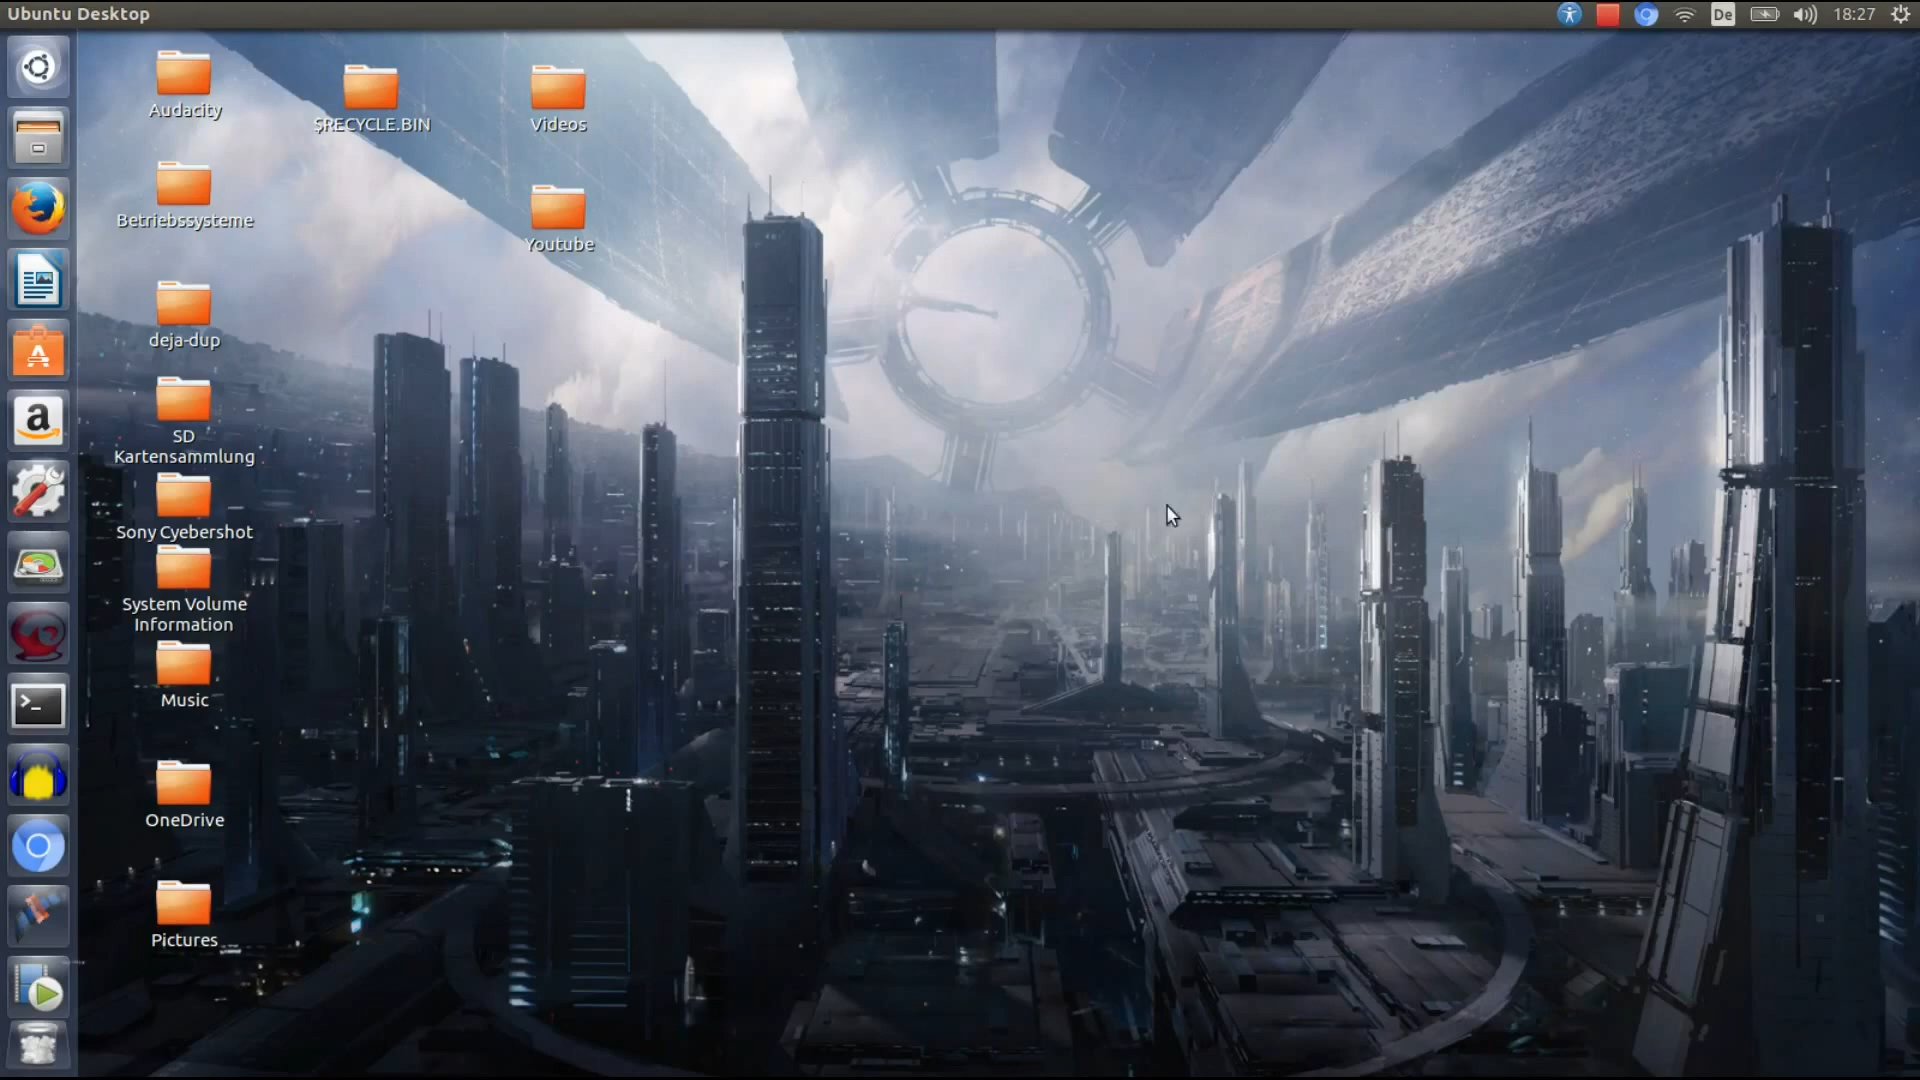 Ubuntu Desktop
De
18:27
Audacity
$RECYCLE.BIN
Videos
Betriebssysteme
Youtube
deja-dup
SD
Kartensammlung
Sony Cyebershot
System Volume
Information
Music
OneDrive
Pictures